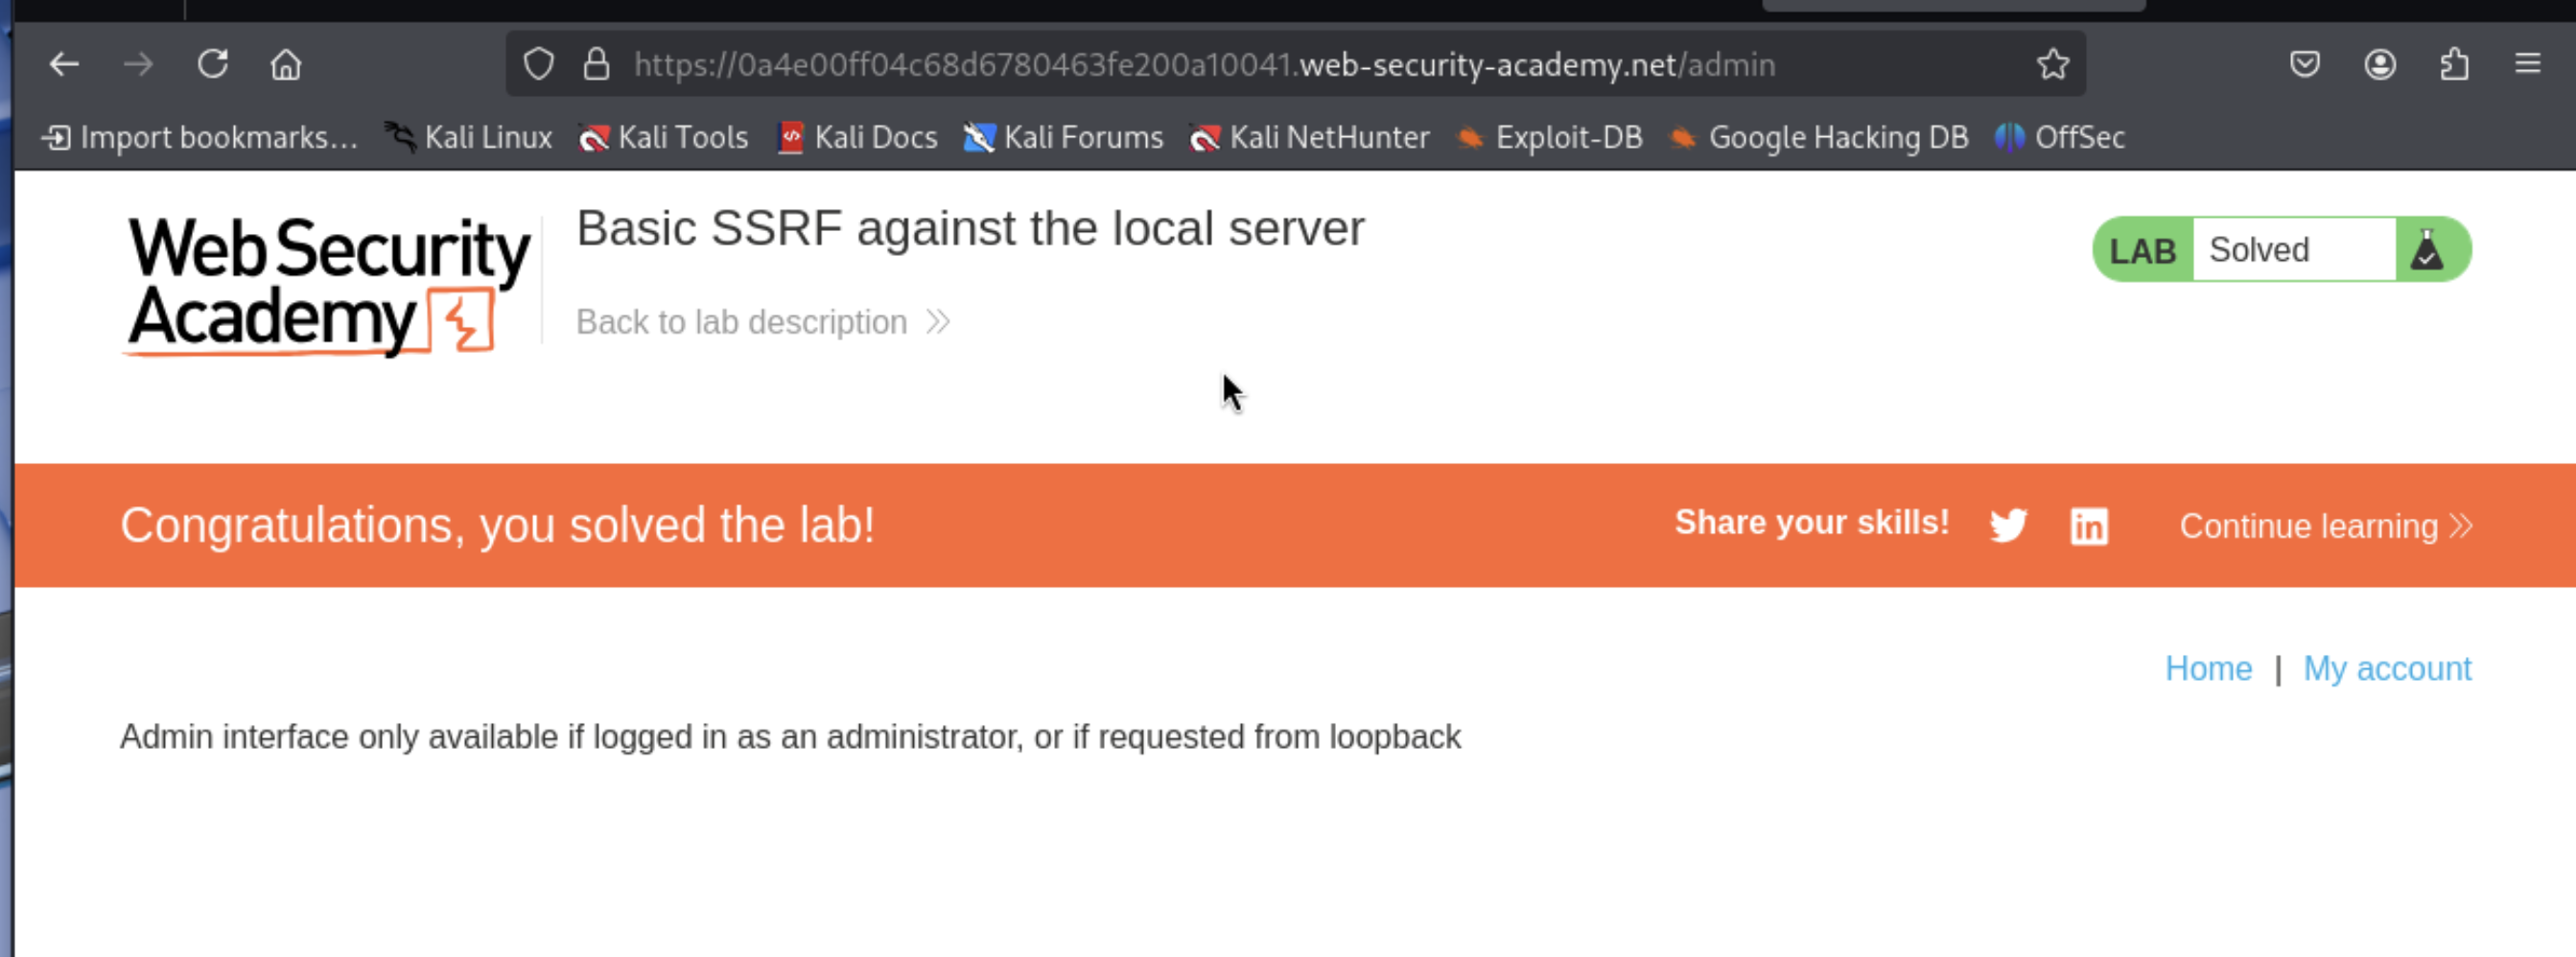 https://0a4e00ff04c68d6780463fe200a10041.web-security-academy.net/admin
Import bookmarks... Kali Linux Kali Tools Kali Docs Kali Forums Kali NetHunter Exploit-DB Google Hacking DB OffSec
Web Security
Academy
Basic SSRF against the local server
Back to lab description
LAB Solved
Congratulations, you solved the lab!
Share your skills!
Continue learning
Home | My account
Admin interface only available if logged in as an administrator, or if requested from loopback